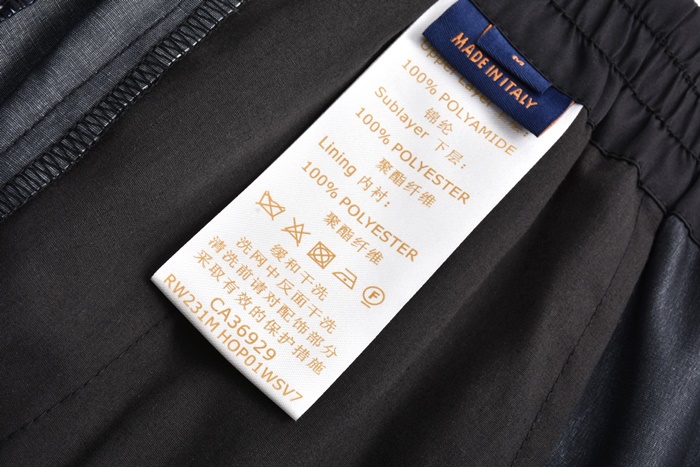 MADE IN ITALY
100% POLYAMIDE
锦纶
Sublayer 下层:
100% POLYESTER
聚酯纤维
Lining 内衬:
100% POLYESTER
聚酯纤维
缓和干洗
洗网中反面干洗
清洗前请对配饰部分
采取有效的保护措施
CA36929
RW231M HOP01WSV7